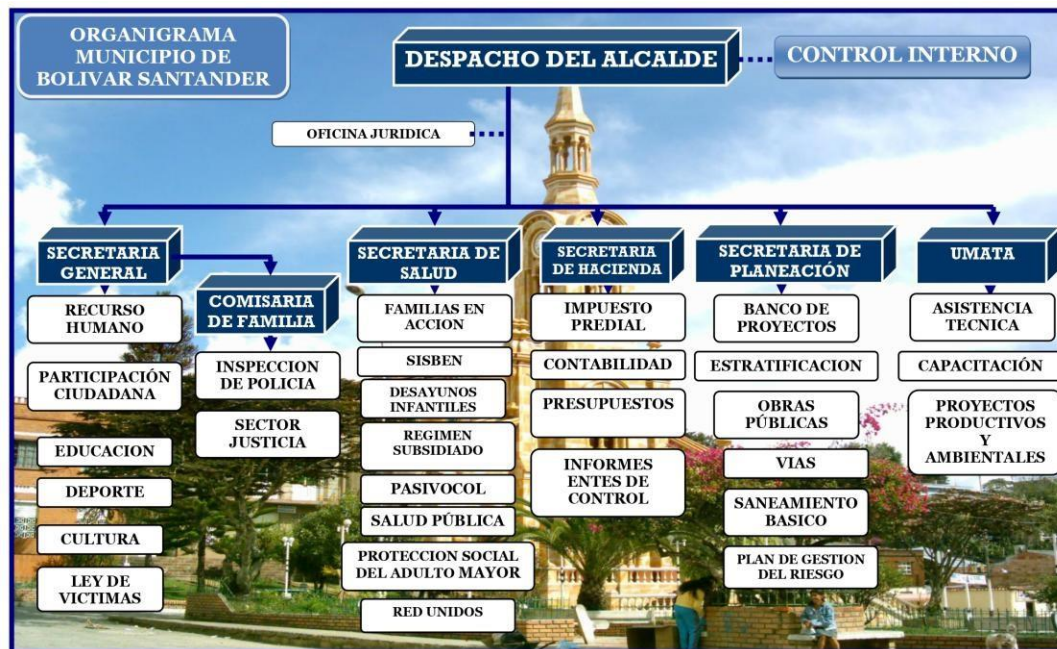 ORGANIGRAMA
MUNICIPIO DE
BOLIVAR SANTANDER
DESPACHO DEL ALCALDE
CONTROL INTERNO
OFICINA JURIDICA
SECRETARIA
GENERAL
RECURSO
HUMANO
PARTICIPACIÓN
CIUDADANA
EDUCACION
DEPORTE
CULTURA
LEY DE
VICTIMAS
COMISARIA
DE FAMILIA
INSPECCION
DE POLICIA
SECTOR
JUSTICIA
SECRETARIA DE
SALUD
FAMILIAS EN
ACCION
SISBEN
DESAYUNOS
INFANTILES
REGIMEN
SUBSIDIADO
PASIVOCOL
SALUD PÚBLICA
PROTECCION SOCIAL
DEL ADULTO MAYOR
RED UNIDOS
SECRETARIA
DE HACIENDA
IMPUESTO
PREDIAL
CONTABILIDAD
PRESUPUESTOS
INFORMES
ENTES DE
CONTROL
SECRETARIA DE
PLANEACIÓN
BANCO DE
PROYECTOS
ESTRATIFICACION
OBRAS
PÚBLICAS
VIAS
SANEAMIENTO
BASICO
PLAN DE GESTION
DEL RIESGO
UMATA
ASISTENCIA
TECNICA
CAPACITACIÓN
PROYECTOS
PRODUCTIVOS
Y
AMBIENTALES